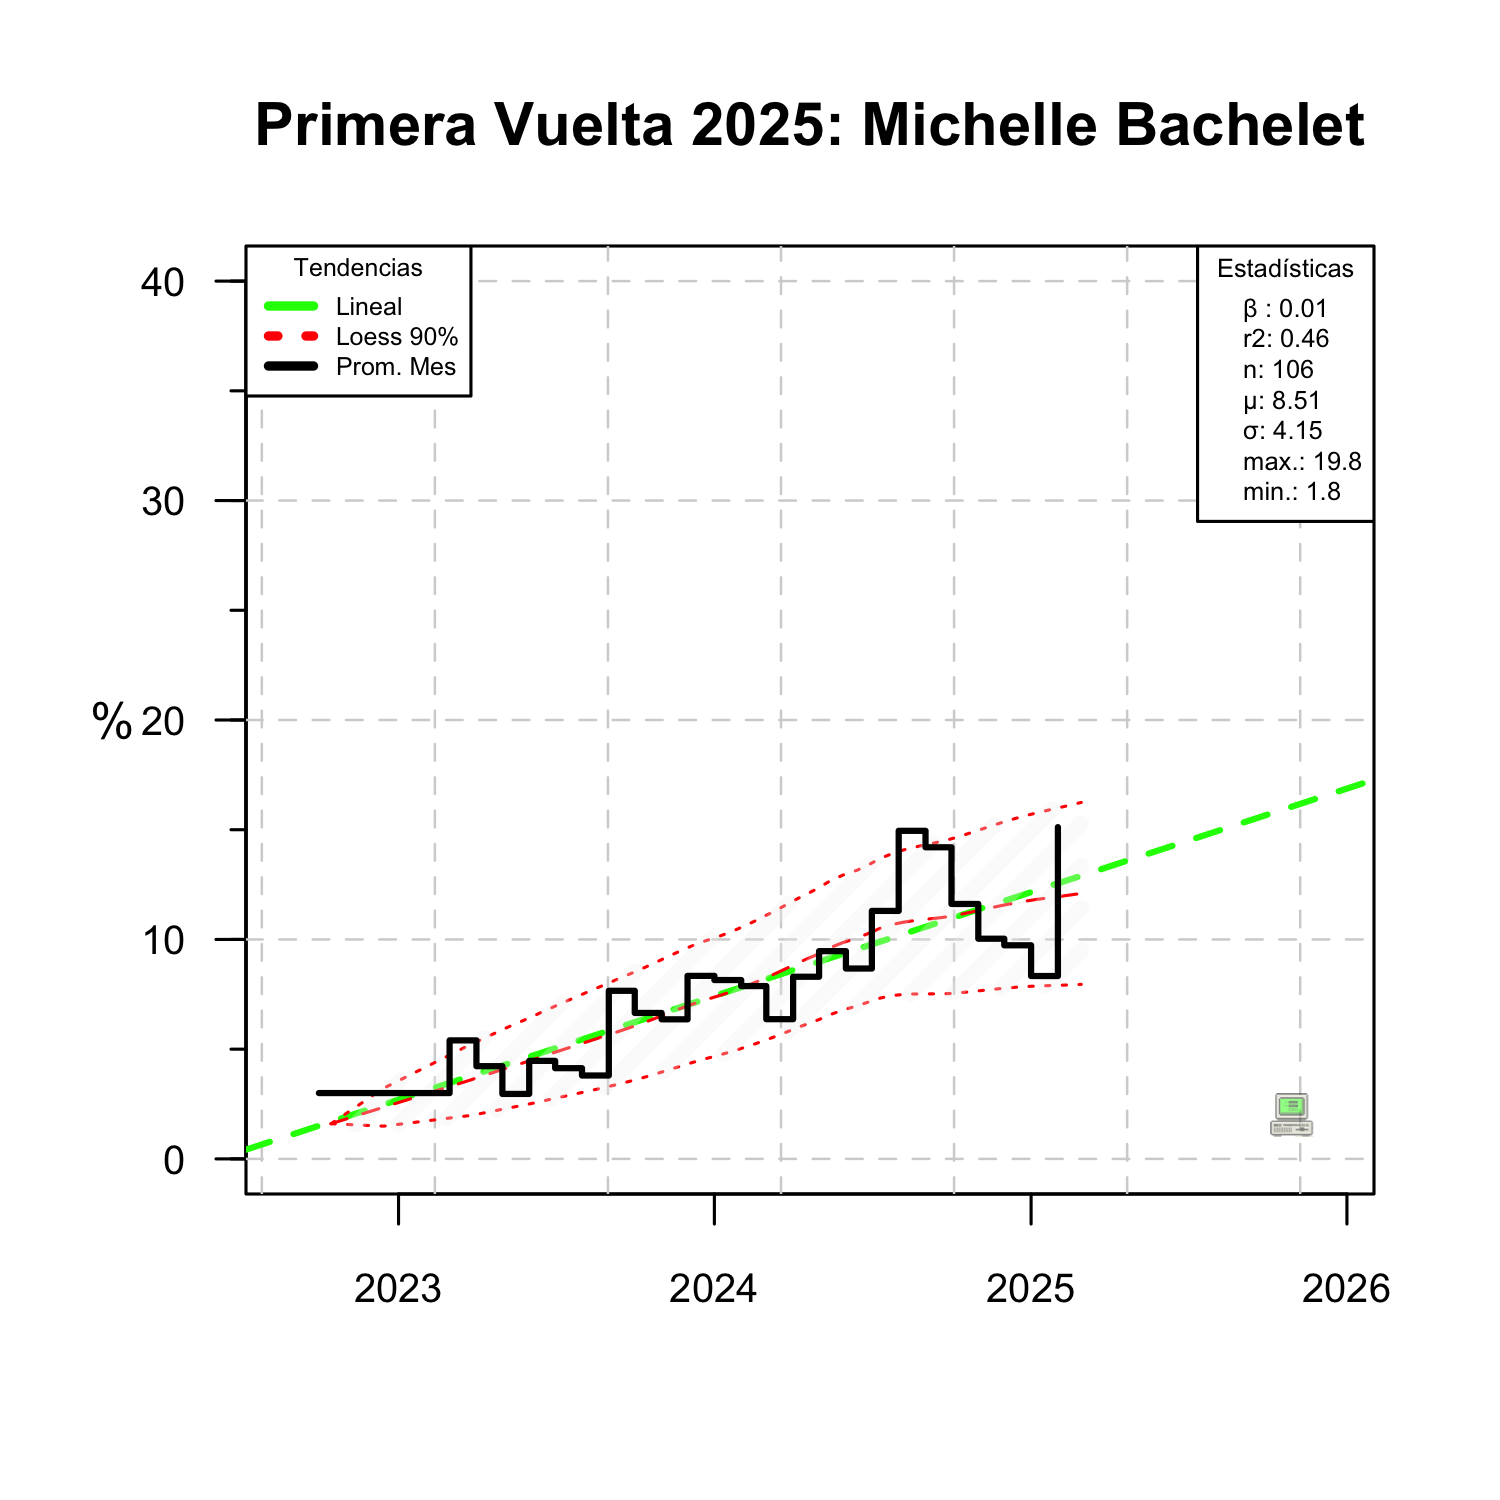 Primera Vuelta 2025: Michelle Bachelet
Tendencias
Lineal
Loess 90%
Prom. Mes
Estadísticas
β : 0.01
r2: 0.46
n: 106
μ: 8.51
σ: 4.15
max.: 19.8
min.: 1.8
40
30
20
10
0
%
2023
2024
2025
2026